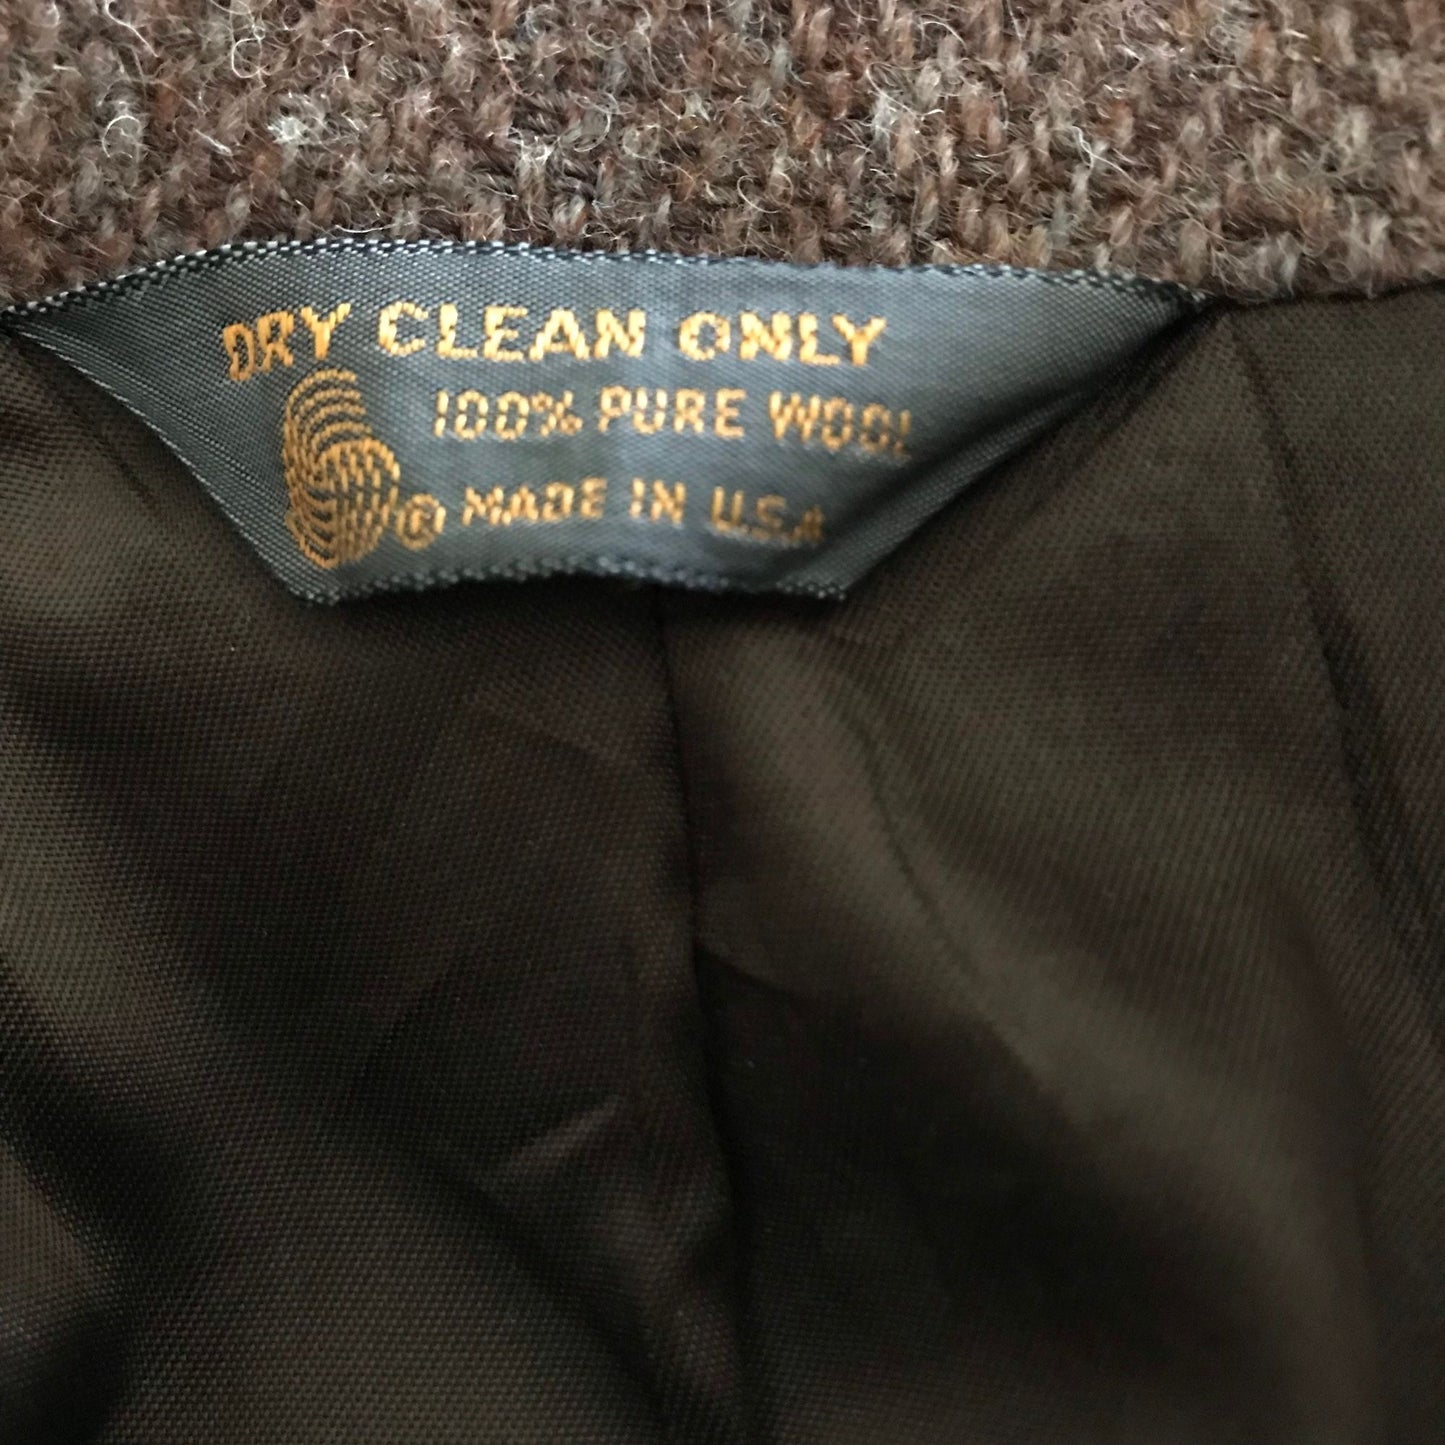 DRY CLEAN ONLY
100% PURE WOOL
® MADE IN U.S.A